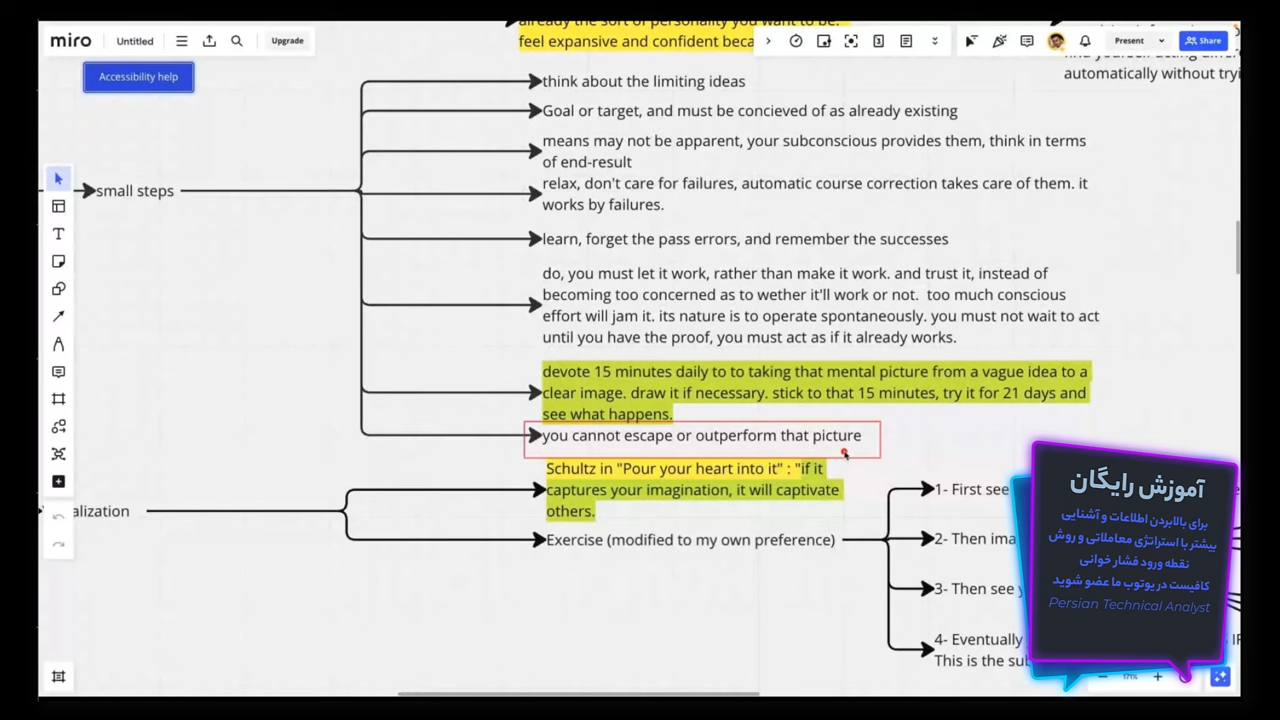 already the sort of personality you want to be.
feel expansive and confident beca
miro
Untitled
Upgrade
Present
Share
Accessibility help
automatically without tryi
think about the limiting ideas
Goal or target, and must be concieved of as already existing
means may not be apparent, your subconscious provides them, think in terms
of end-result
small steps
relax, don't care for failures, automatic course correction takes care of them. it
works by failures.
learn, forget the pass errors, and remember the successes
do, you must let it work, rather than make it work. and trust it, instead of
becoming too concerned as to wether it'll work or not. too much conscious
effort will jam it. its nature is to operate spontaneously. you must not wait to act
until you have the proof, you must act as if it already works.
devote 15 minutes daily to to taking that mental picture from a vague idea to a
clear image. draw it if necessary. stick to that 15 minutes, try it for 21 days and
see what happens.
you cannot escape or outperform that picture
Schultz in "Pour your heart into it" : "if it
captures your imagination, it will captivate
others.
alization
Exercise (modified to my own preference)
1- First see
2- Then ima
3- Then see y
4- Eventually
This is the sub
آموزش رایگان
برای بالابردن اطلاعات و آشنایی
بیشتر با استراتژی معاملاتی و روش
نقطه ورود فشار خوانی
کافیست در یوتوب ما عضو شوید
Persian Technical Analyst
171%